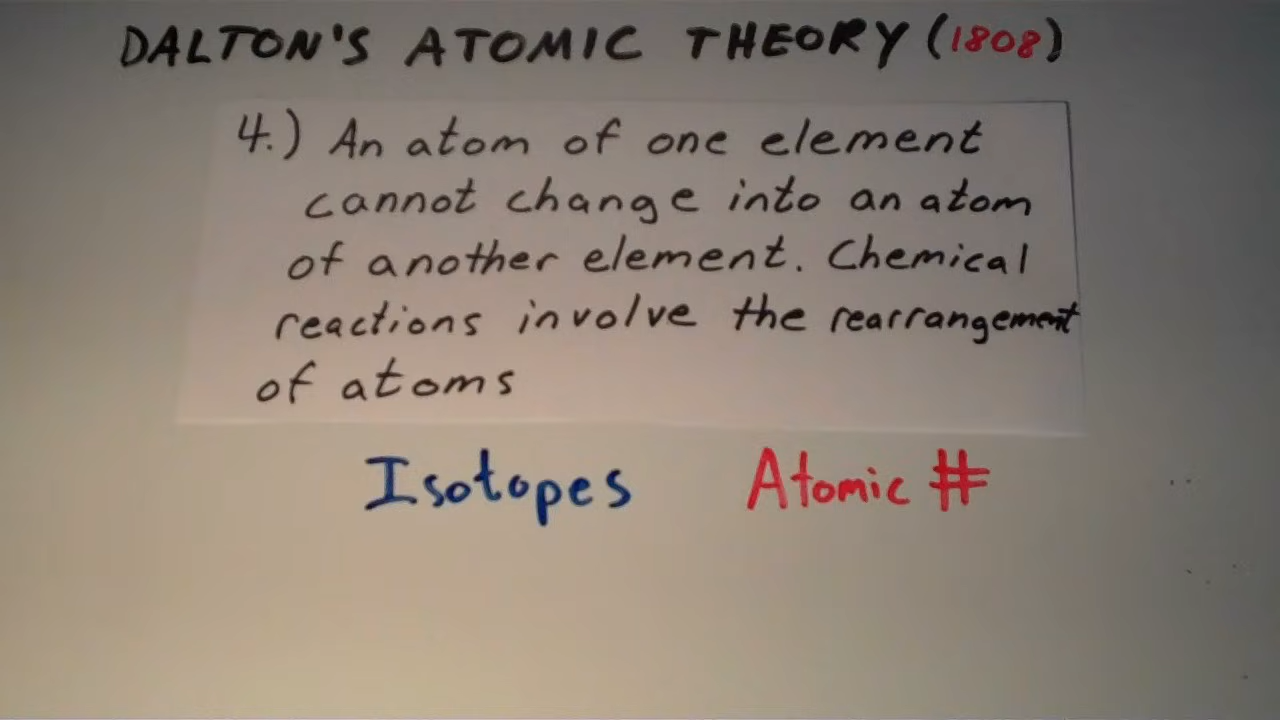 DALTON'S ATOMIC THEORY (1808)
4.) An atom of one element
cannot change into an atom
of another element. Chemical
reactions involve the rearrangement
of atoms
Isotopes Atomic #